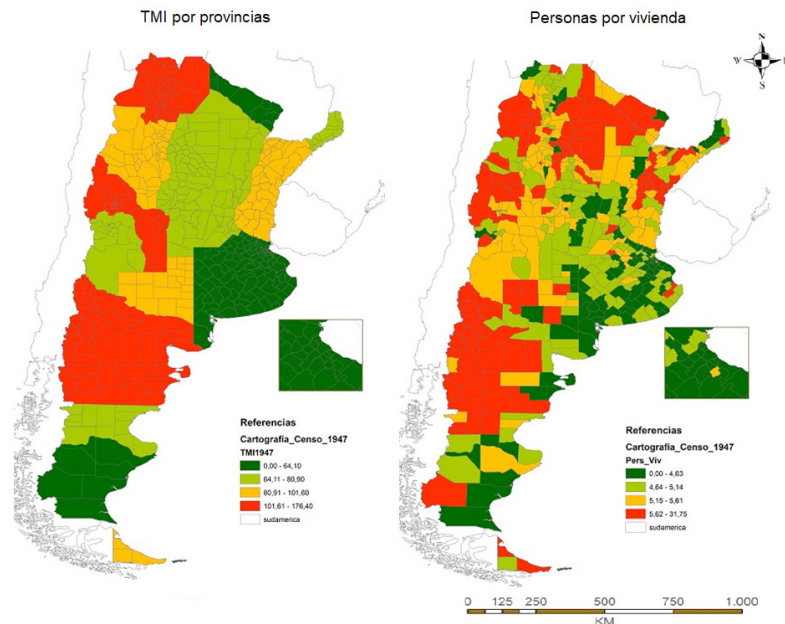 TMI por provincias
Personas por vivienda
N
W
S
Referencias
Cartografía_Censo_1947
TMI1947
0,00 - 64,10
64,11 - 80,90
80,91 - 101,60
101,61 - 176,40
sudamerica
Referencias
Cartografía_Censo_1947
Pers_Viv
0,00 - 4,63
4,64 - 5,14
5,15 - 5,61
5,62 - 31,75
sudamerica
0 125 250 500 750 1.000
KM